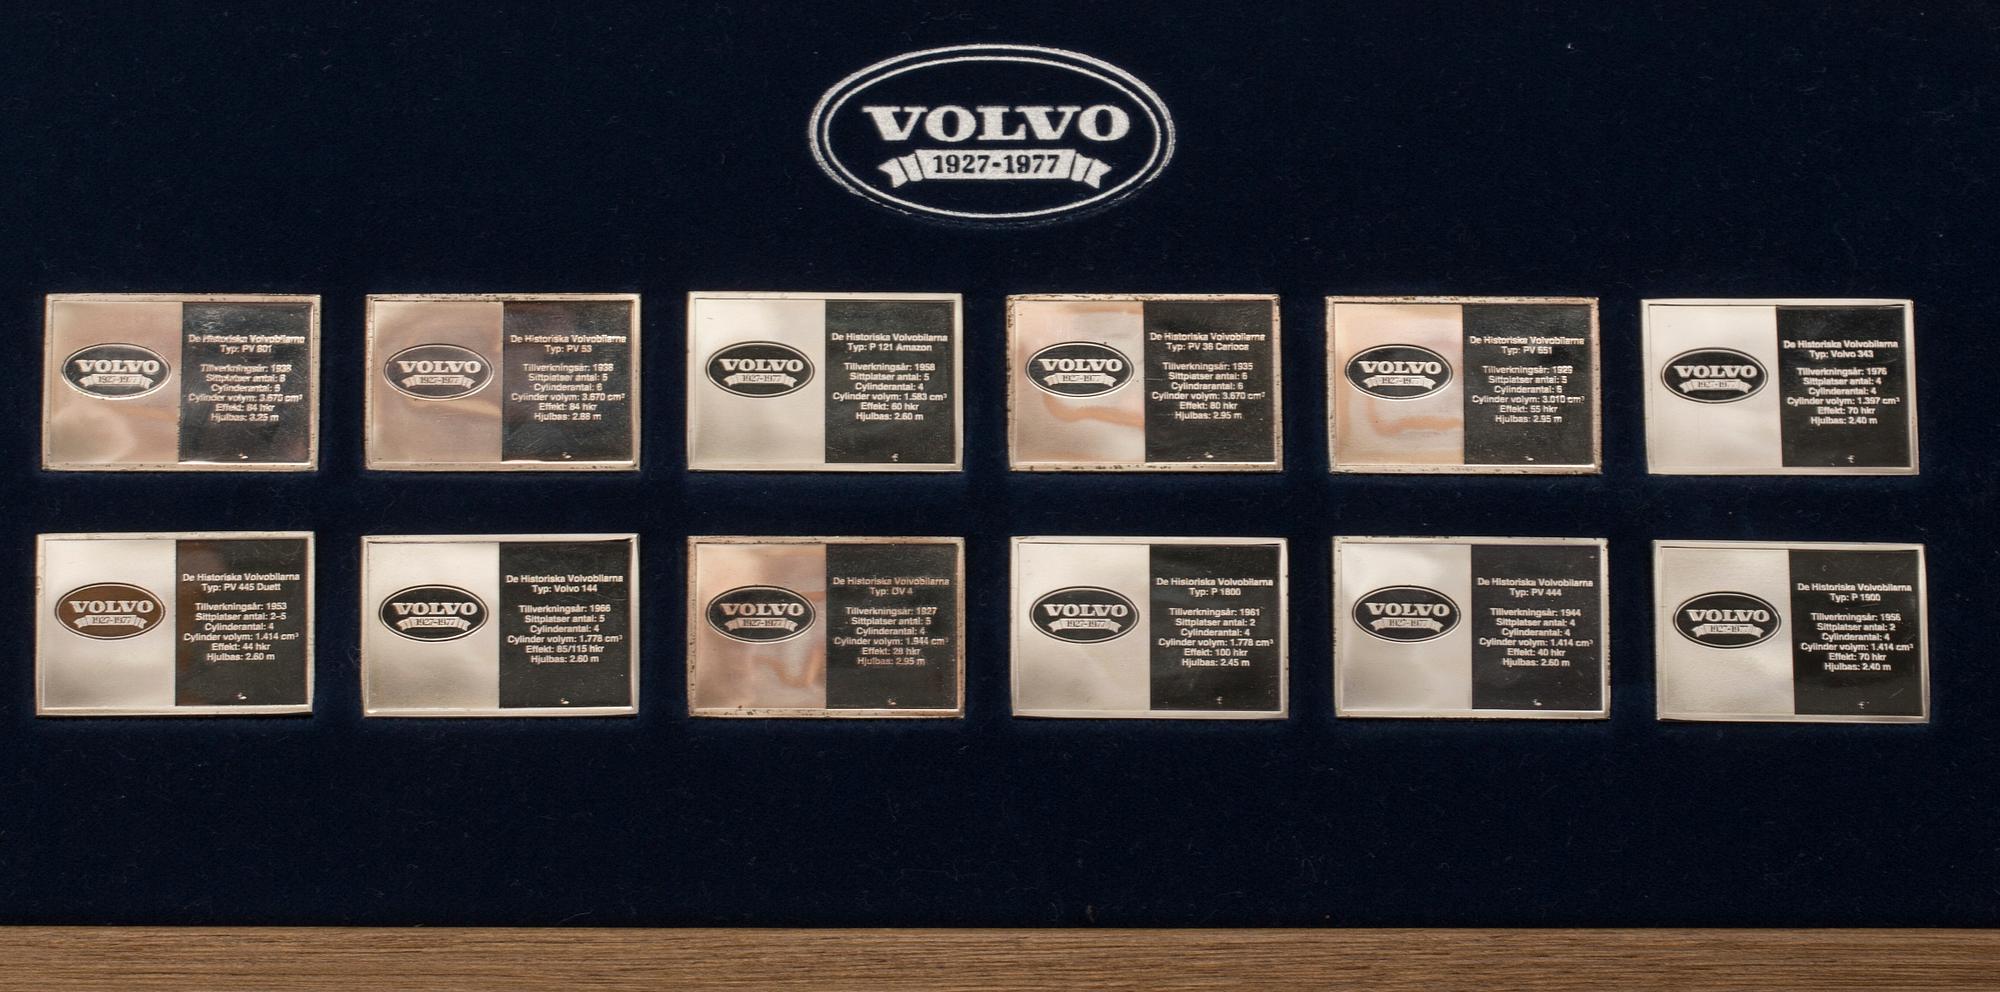 VOLVO
1927-1977
VOLVO
1927-1977
De Historiska Volvobilarna
Typ: PV 801
Tillverkningsår: 1938
Sittplatser antal: 8
Cylinderantal: 6
Cylinder volym: 3.670 cm³
Effekt: 84 hkr
Hjulbas: 3.25 m
VOLVO
1927-1977
De Historiska Volvobilarna
Typ: PV 53
Tillverkningsår: 1938
Sittplatser antal: 5
Cylinderantal: 6
Cylinder volym: 3.670 cm³
Effekt: 84 hkr
Hjulbas: 2.88 m
VOLVO
1927-1977
De Historiska Volvobilarna
Typ: P 121 Amazon
Tillverkningsår: 1958
Sittplatser antal: 5
Cylinderantal: 4
Cylinder volym: 1.583 cm³
Effekt: 60 hkr
Hjulbas: 2.60 m
VOLVO
1927-1977
De Historiska Volvobilarna
Typ: PV 36 Carioca
Tillverkningsår: 1935
Sittplatser antal: 6
Cylinderantal: 6
Cylinder volym: 3.670 cm³
Effekt: 80 hkr
Hjulbas: 2.95 m
VOLVO
1927-1977
De Historiska Volvobilarna
Typ: PV 651
Tillverkningsår: 1929
Sittplatser antal: 5
Cylinderantal: 6
Cylinder volym: 3.010 cm³
Effekt: 55 hkr
Hjulbas: 2.95 m
VOLVO
1927-1977
De Historiska Volvobilarna
Typ: Volvo 343
Tillverkningsår: 1976
Sittplatser antal: 4
Cylinderantal: 4
Cylinder volym: 1.397 cm³
Effekt: 70 hkr
Hjulbas: 2.40 m
VOLVO
1927-1977
De Historiska Volvobilarna
Typ: PV 445 Duett
Tillverkningsår: 1953
Sittplatser antal: 2–5
Cylinderantal: 4
Cylinder volym: 1.414 cm³
Effekt: 44 hkr
Hjulbas: 2.60 m
VOLVO
1927-1977
De Historiska Volvobilarna
Typ: Volvo 144
Tillverkningsår: 1966
Sittplatser antal: 5
Cylinderantal: 4
Cylinder volym: 1.778 cm³
Effekt: 85/115 hkr
Hjulbas: 2.60 m
VOLVO
1927-1977
De Historiska Volvobilarna
Typ: ÖV 4
Tillverkningsår: 1927
Sittplatser antal: 5
Cylinderantal: 4
Cylinder volym: 1.944 cm³
Effekt: 28 hkr
Hjulbas: 2.95 m
VOLVO
1927-1977
De Historiska Volvobilarna
Typ: P 1800
Tillverkningsår: 1961
Sittplatser antal: 2
Cylinderantal: 4
Cylinder volym: 1.778 cm³
Effekt: 100 hkr
Hjulbas: 2.45 m
VOLVO
1927-1977
De Historiska Volvobilarna
Typ: PV 444
Tillverkningsår: 1944
Sittplatser antal: 4
Cylinderantal: 4
Cylinder volym: 1.414 cm³
Effekt: 40 hkr
Hjulbas: 2.60 m
VOLVO
1927-1977
De Historiska Volvobilarna
Typ: P 1900
Tillverkningsår: 1956
Sittplatser antal: 2
Cylinderantal: 4
Cylinder volym: 1.414 cm³
Effekt: 70 hkr
Hjulbas: 2.40 m